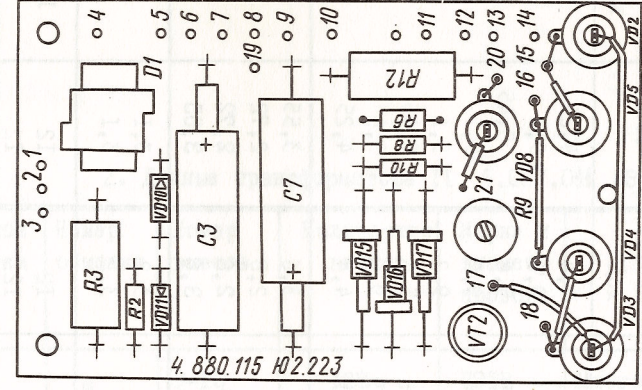 4 5 6 7 8 9 10 11 12 13 14
19 20 16 15
VD2
VD5
D1
R12
R6
R8
R10
1
2
3
VD10
C3
C7
21
VD8
R9
R3
R2
VD11
VD15
VD16
VD17
17
18
VT2
VD4
VD3
4.880.115 Ю2.223